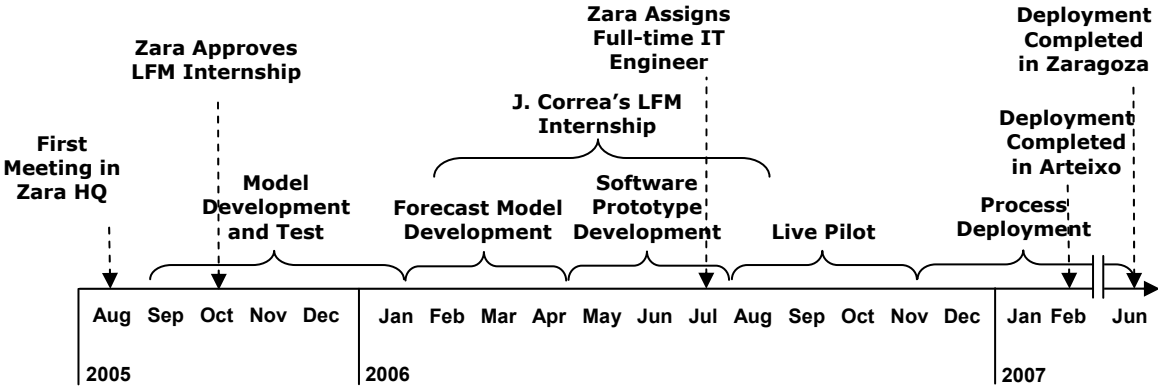 Zara Approves
LFM Internship
Zara Assigns
Full-time IT
Engineer
Deployment
Completed
in Zaragoza
J. Correa's LFM
Internship
First
Meeting in
Zara HQ
Deployment
Completed
in Arteixo
Model
Development
and Test
Forecast Model
Development
Software
Prototype
Development
Live Pilot
Process
Deployment
Aug Sep Oct Nov Dec Jan Feb Mar Apr May Jun Jul Aug Sep Oct Nov Dec Jan Feb Jun
2005 2006 2007